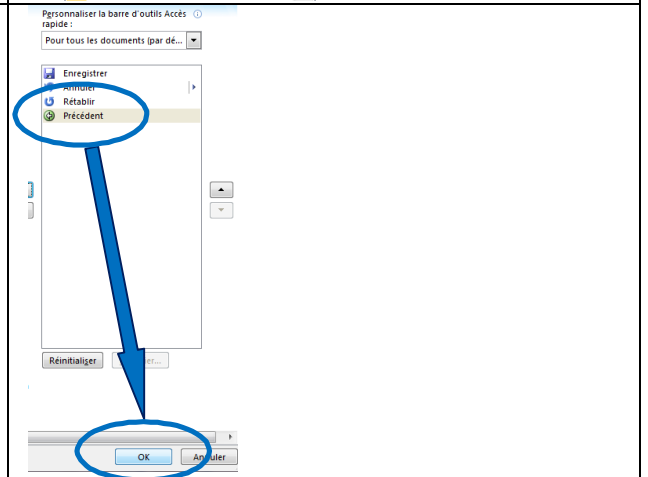 Personnaliser la barre d'outils Accès
rapide :
Pour tous les documents (par dé...
Enregistrer
Annuler
Rétablir
Précédent
Réinitialiser
OK
Annuler